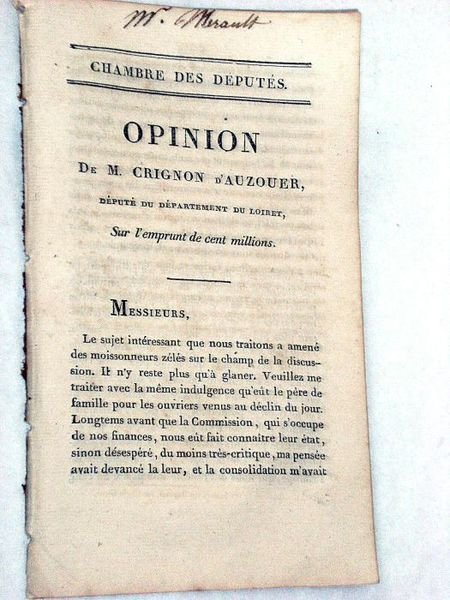 Mr. Merault
CHAMBRE DES DÉPUTÉS.
OPINION
DE M. CRIGNON D'AUZOUER,
DÉPUTÉ DU DÉPARTEMENT DU LOIRET,
Sur l'emprunt de cent millions.
MESSIEURS,
Le sujet intéressant que nous traitons a amené
des moissonneurs zélés sur le champ de la discus-
sion. Il n'y reste plus qu'à glaner. Veuillez me
traiter avec la même indulgence qu'eût le père de
famille pour les ouvriers venus au déclin du jour.
Longtems avant que la Commission, qui s'occupe
de nos finances, nous eût fait connaître leur état,
sinon désespéré, du moins très-critique, ma pensée
avait devancé la leur, et la consolidation m'avait